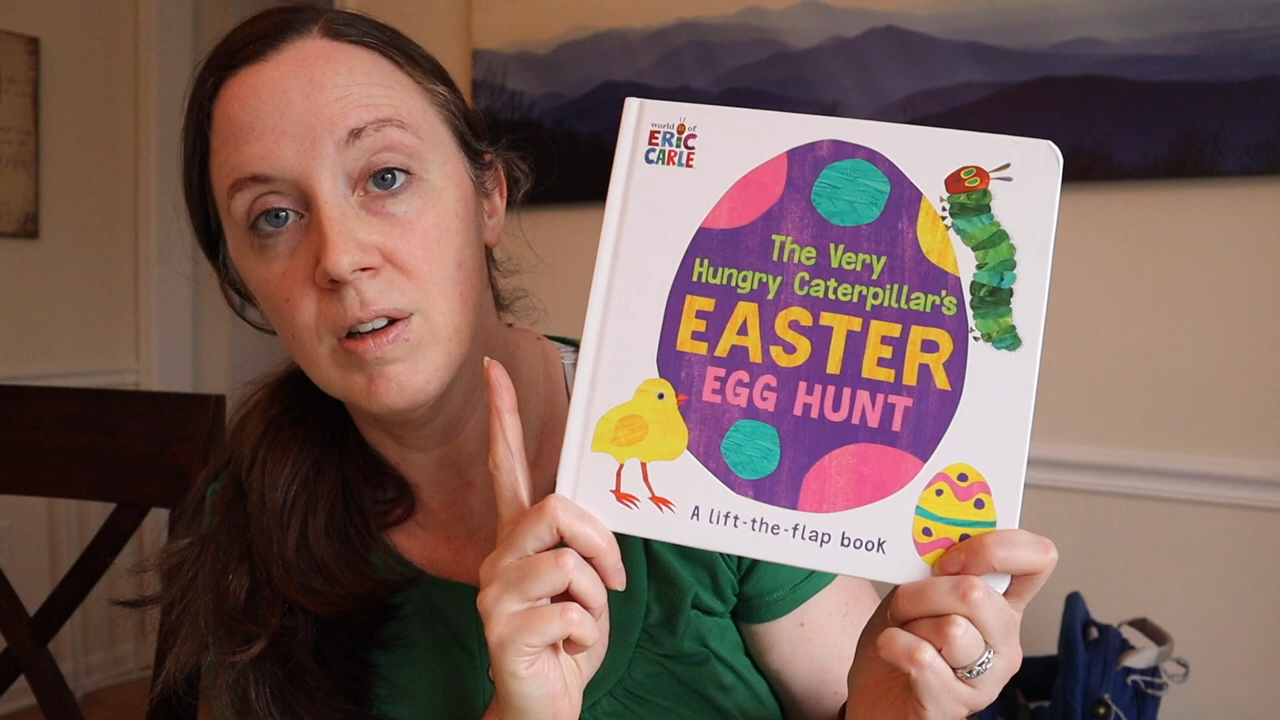 world of
ERIC
CARLE
The Very
Hungry Caterpillar's
EASTER
EGG HUNT
A lift-the-flap book